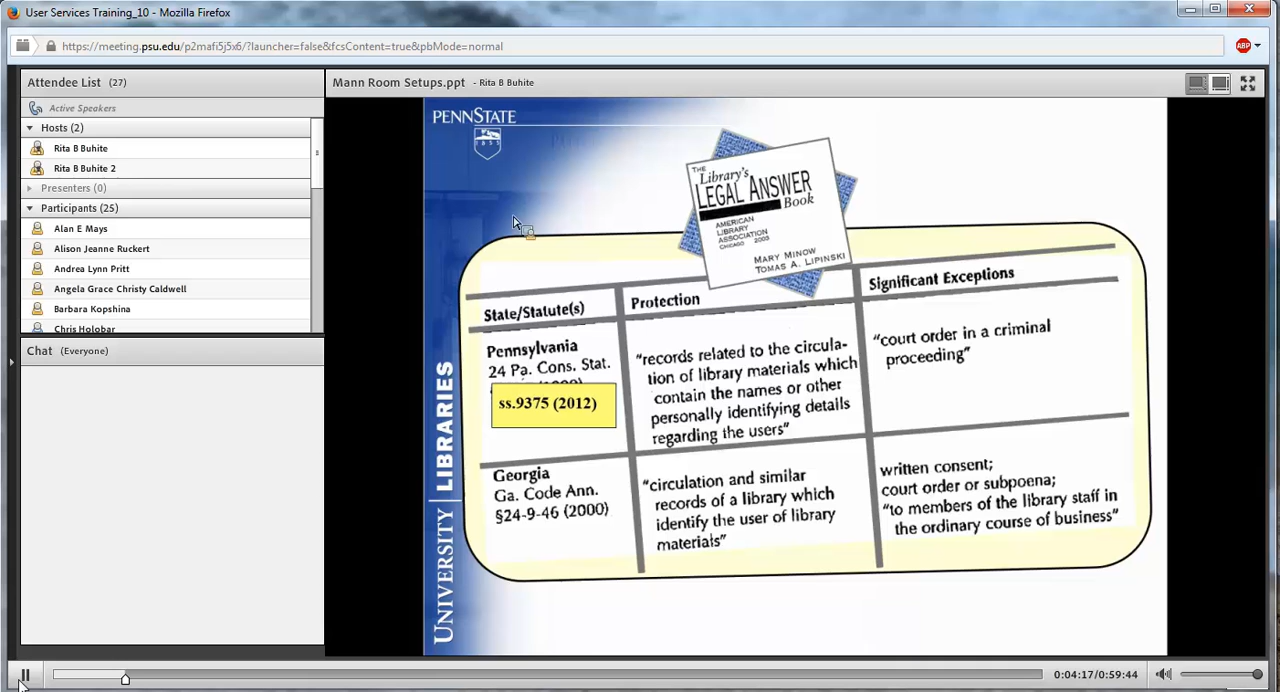 User Services Training_10 - Mozilla Firefox
https://meeting.psu.edu/p2mafi5j5x6/?launcher=false&fcsContent=true&pbMode=normal
ABP
Attendee List (27)
Active Speakers
Hosts (2)
Rita B Buhite
Rita B Buhite 2
Presenters (0)
Participants (25)
Alan E Mays
Alison Jeanne Ruckert
Andrea Lynn Pritt
Angela Grace Christy Caldwell
Barbara Kopshina
Chris Holobar
Chat (Everyone)
Mann Room Setups.ppt - Rita B Buhite
PENNSTATE
1855
UNIVERSITY LIBRARIES
THE
Library's
LEGAL ANSWER
Book
AMERICAN
LIBRARY
ASSOCIATION
CHICAGO 2003
MARY MINOW
TOMAS A. LIPINSKI
State/Statute(s)
Protection
Significant Exceptions
Pennsylvania
24 Pa. Cons. Stat.
ss.9375 (2012)
"records related to the circula-
tion of library materials which
contain the names or other
personally identifying details
regarding the users"
"court order in a criminal
proceeding"
Georgia
Ga. Code Ann.
§24-9-46 (2000)
"circulation and similar
records of a library which
identify the user of library
materials"
written consent;
court order or subpoena;
"to members of the library staff in
the ordinary course of business"
0:04:17/0:59:44